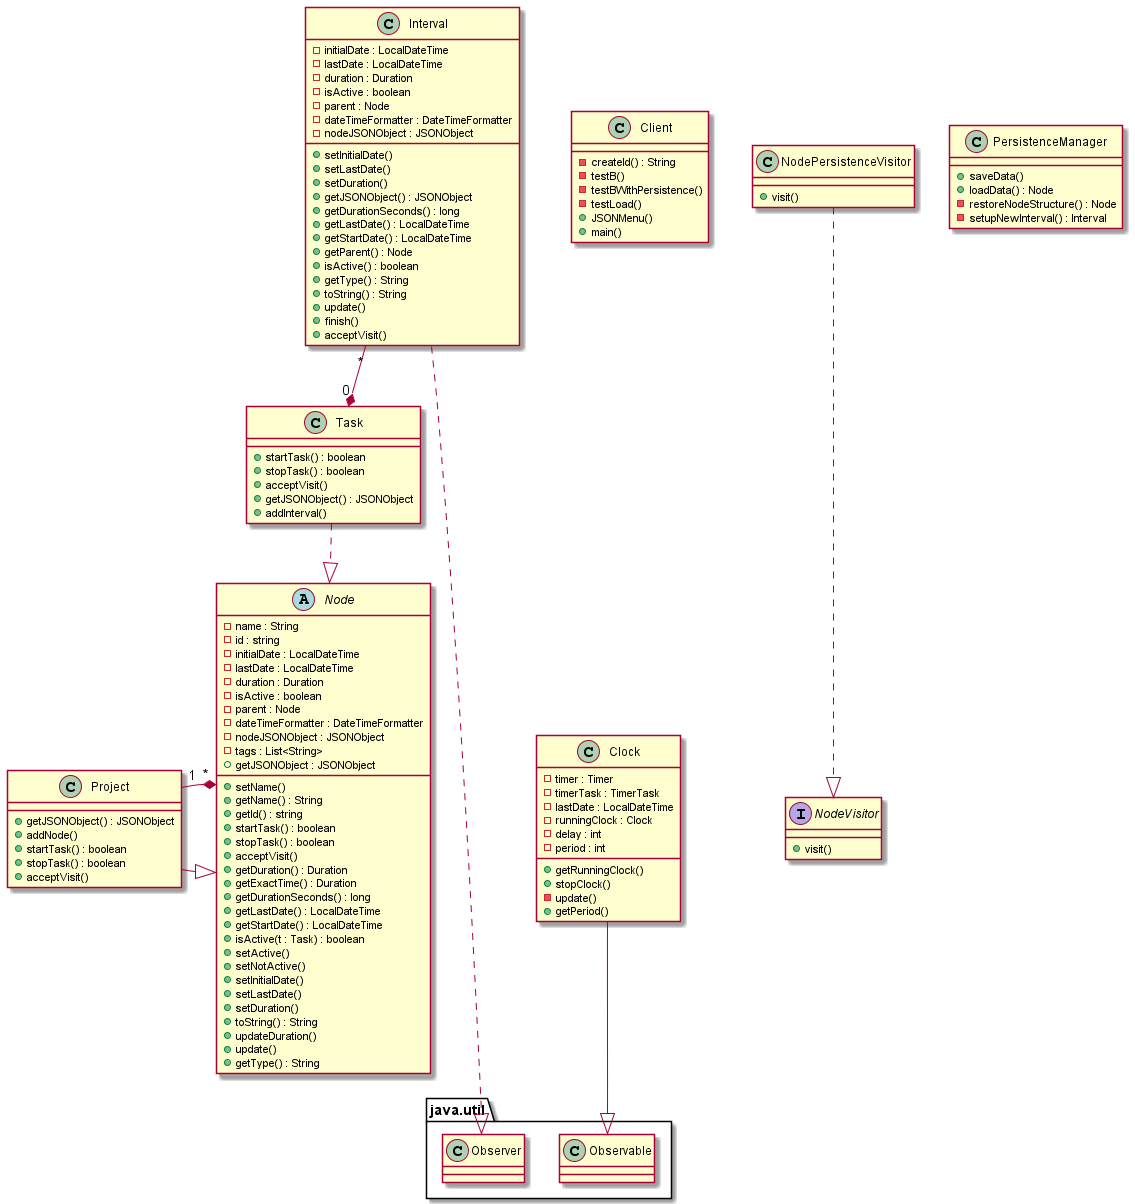 C Interval
initialDate : LocalDateTime
lastDate : LocalDateTime
duration : Duration
isActive : boolean
parent : Node
dateTimeFormatter : DateTimeFormatter
nodeJSONObject : JSONObject
setInitialDate()
setLastDate()
setDuration()
getJSONObject() : JSONObject
getDurationSeconds() : long
getLastDate() : LocalDateTime
getStartDate() : LocalDateTime
getParent() : Node
isActive() : boolean
getType() : String
toString() : String
update()
finish()
acceptVisit()
C Client
createId() : String
testB()
testBWithPersistence()
testLoad()
JSONMenu()
main()
C NodePersistenceVisitor
visit()
C PersistenceManager
saveData()
loadData() : Node
restoreNodeStructure() : Node
setupNewInterval() : Interval
*
0
C Task
startTask() : boolean
stopTask() : boolean
acceptVisit()
getJSONObject() : JSONObject
addInterval()
A Node
name : String
id : string
initialDate : LocalDateTime
lastDate : LocalDateTime
duration : Duration
isActive : boolean
parent : Node
dateTimeFormatter : DateTimeFormatter
nodeJSONObject : JSONObject
tags : List<String>
getJSONObject : JSONObject
setName()
getName() : String
getId() : string
startTask() : boolean
stopTask() : boolean
acceptVisit()
getDuration() : Duration
getExactTime() : Duration
getDurationSeconds() : long
getLastDate() : LocalDateTime
getStartDate() : LocalDateTime
isActive(t : Task) : boolean
setActive()
setNotActive()
setInitialDate()
setLastDate()
setDuration()
toString() : String
updateDuration()
update()
getType() : String
1 *
C Project
getJSONObject() : JSONObject
addNode()
startTask() : boolean
stopTask() : boolean
acceptVisit()
C Clock
timer : Timer
timerTask : TimerTask
lastDate : LocalDateTime
runningClock : Clock
delay : int
period : int
getRunningClock()
stopClock()
update()
getPeriod()
I NodeVisitor
visit()
java.util
C Observer
C Observable